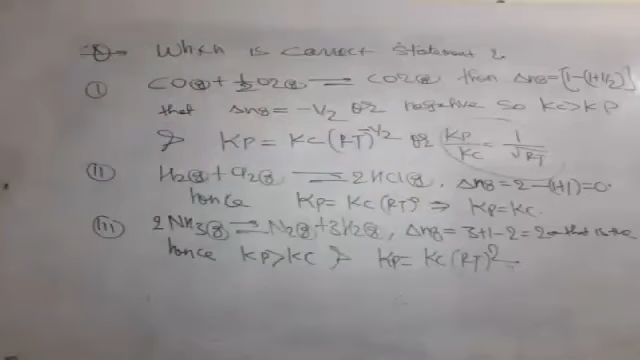 Q- Which is correct Statement ?
(i) CO(g) + 1/2 O2(g) ⇌ CO2(g) then Δng = [1-(1+1/2)]
that Δng = -1/2 or negative so KC>KP
} KP = KC(RT)^-1/2 or KP/KC = 1/√RT
(ii) H2(g) + Cl2(g) ⇌ 2HCl(g), Δng = 2-(1+1)=0.
hence KP = KC(RT)^0 ⇒ KP=KC.
(iii) 2NH3(g) ⇌ N2(g)+3H2(g), Δng = 3+1-2=2 that is the
hence KP>KC } KP= KC(RT)^2.